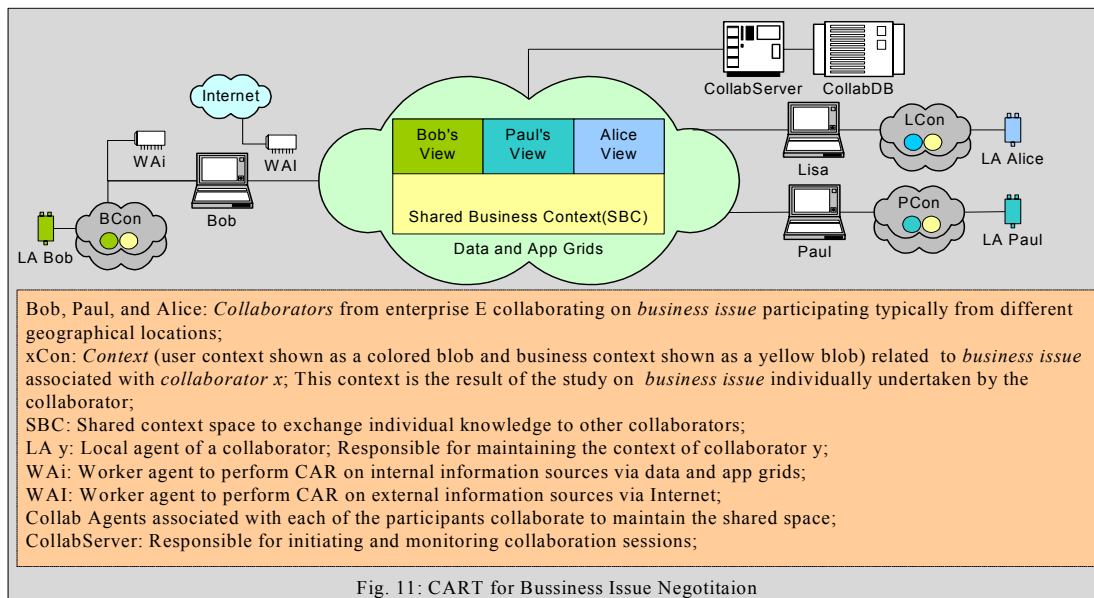 CollabServer
CollabDB
Internet
WAi
WAI
Bob
BCon
LA Bob
Bob's
View
Paul's
View
Alice
View
Shared Business Context(SBC)
Data and App Grids
Lisa
LCon
LA Alice
Paul
PCon
LA Paul
Bob, Paul, and Alice: Collaborators from enterprise E collaborating on business issue participating typically from different
geographical locations;
xCon: Context (user context shown as a colored blob and business context shown as a yellow blob) related to business issue
associated with collaborator x; This context is the result of the study on business issue individually undertaken by the
collaborator;
SBC: Shared context space to exchange individual knowledge to other collaborators;
LA y: Local agent of a collaborator; Responsible for maintaining the context of collaborator y;
WAi: Worker agent to perform CAR on internal information sources via data and app grids;
WAI: Worker agent to perform CAR on external information sources via Internet;
Collab Agents associated with each of the participants collaborate to maintain the shared space;
CollabServer: Responsible for initiating and monitoring collaboration sessions;
Fig. 11: CART for Bussiness Issue Negotitaion